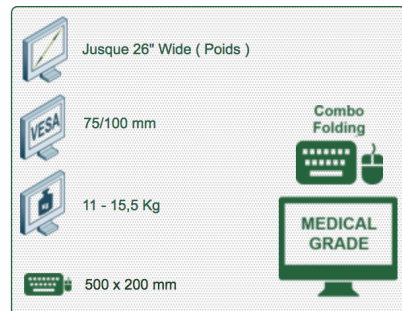 Jusque 26" Wide ( Poids )
VESA
75/100 mm
KG
11 - 15,5 Kg
500 x 200 mm
Combo
Folding
MEDICAL
GRADE